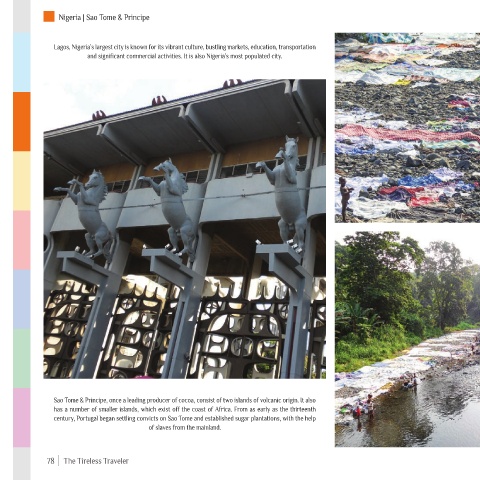 Nigeria | Sao Tome & Principe
Lagos, Nigeria's largest city is known for its vibrant culture, bustling markets, education, transportation
and significant commercial activities. It is also Nigeria's most populated city.
Sao Tome & Principe, once a leading producer of cocoa, consist of two islands of volcanic origin. It also
has a number of smaller islands, which exist off the coast of Africa. From as early as the thirteenth
century, Portugal began settling convicts on Sao Tome and established sugar plantations, with the help
of slaves from the mainland.
78 | The Tireless Traveler